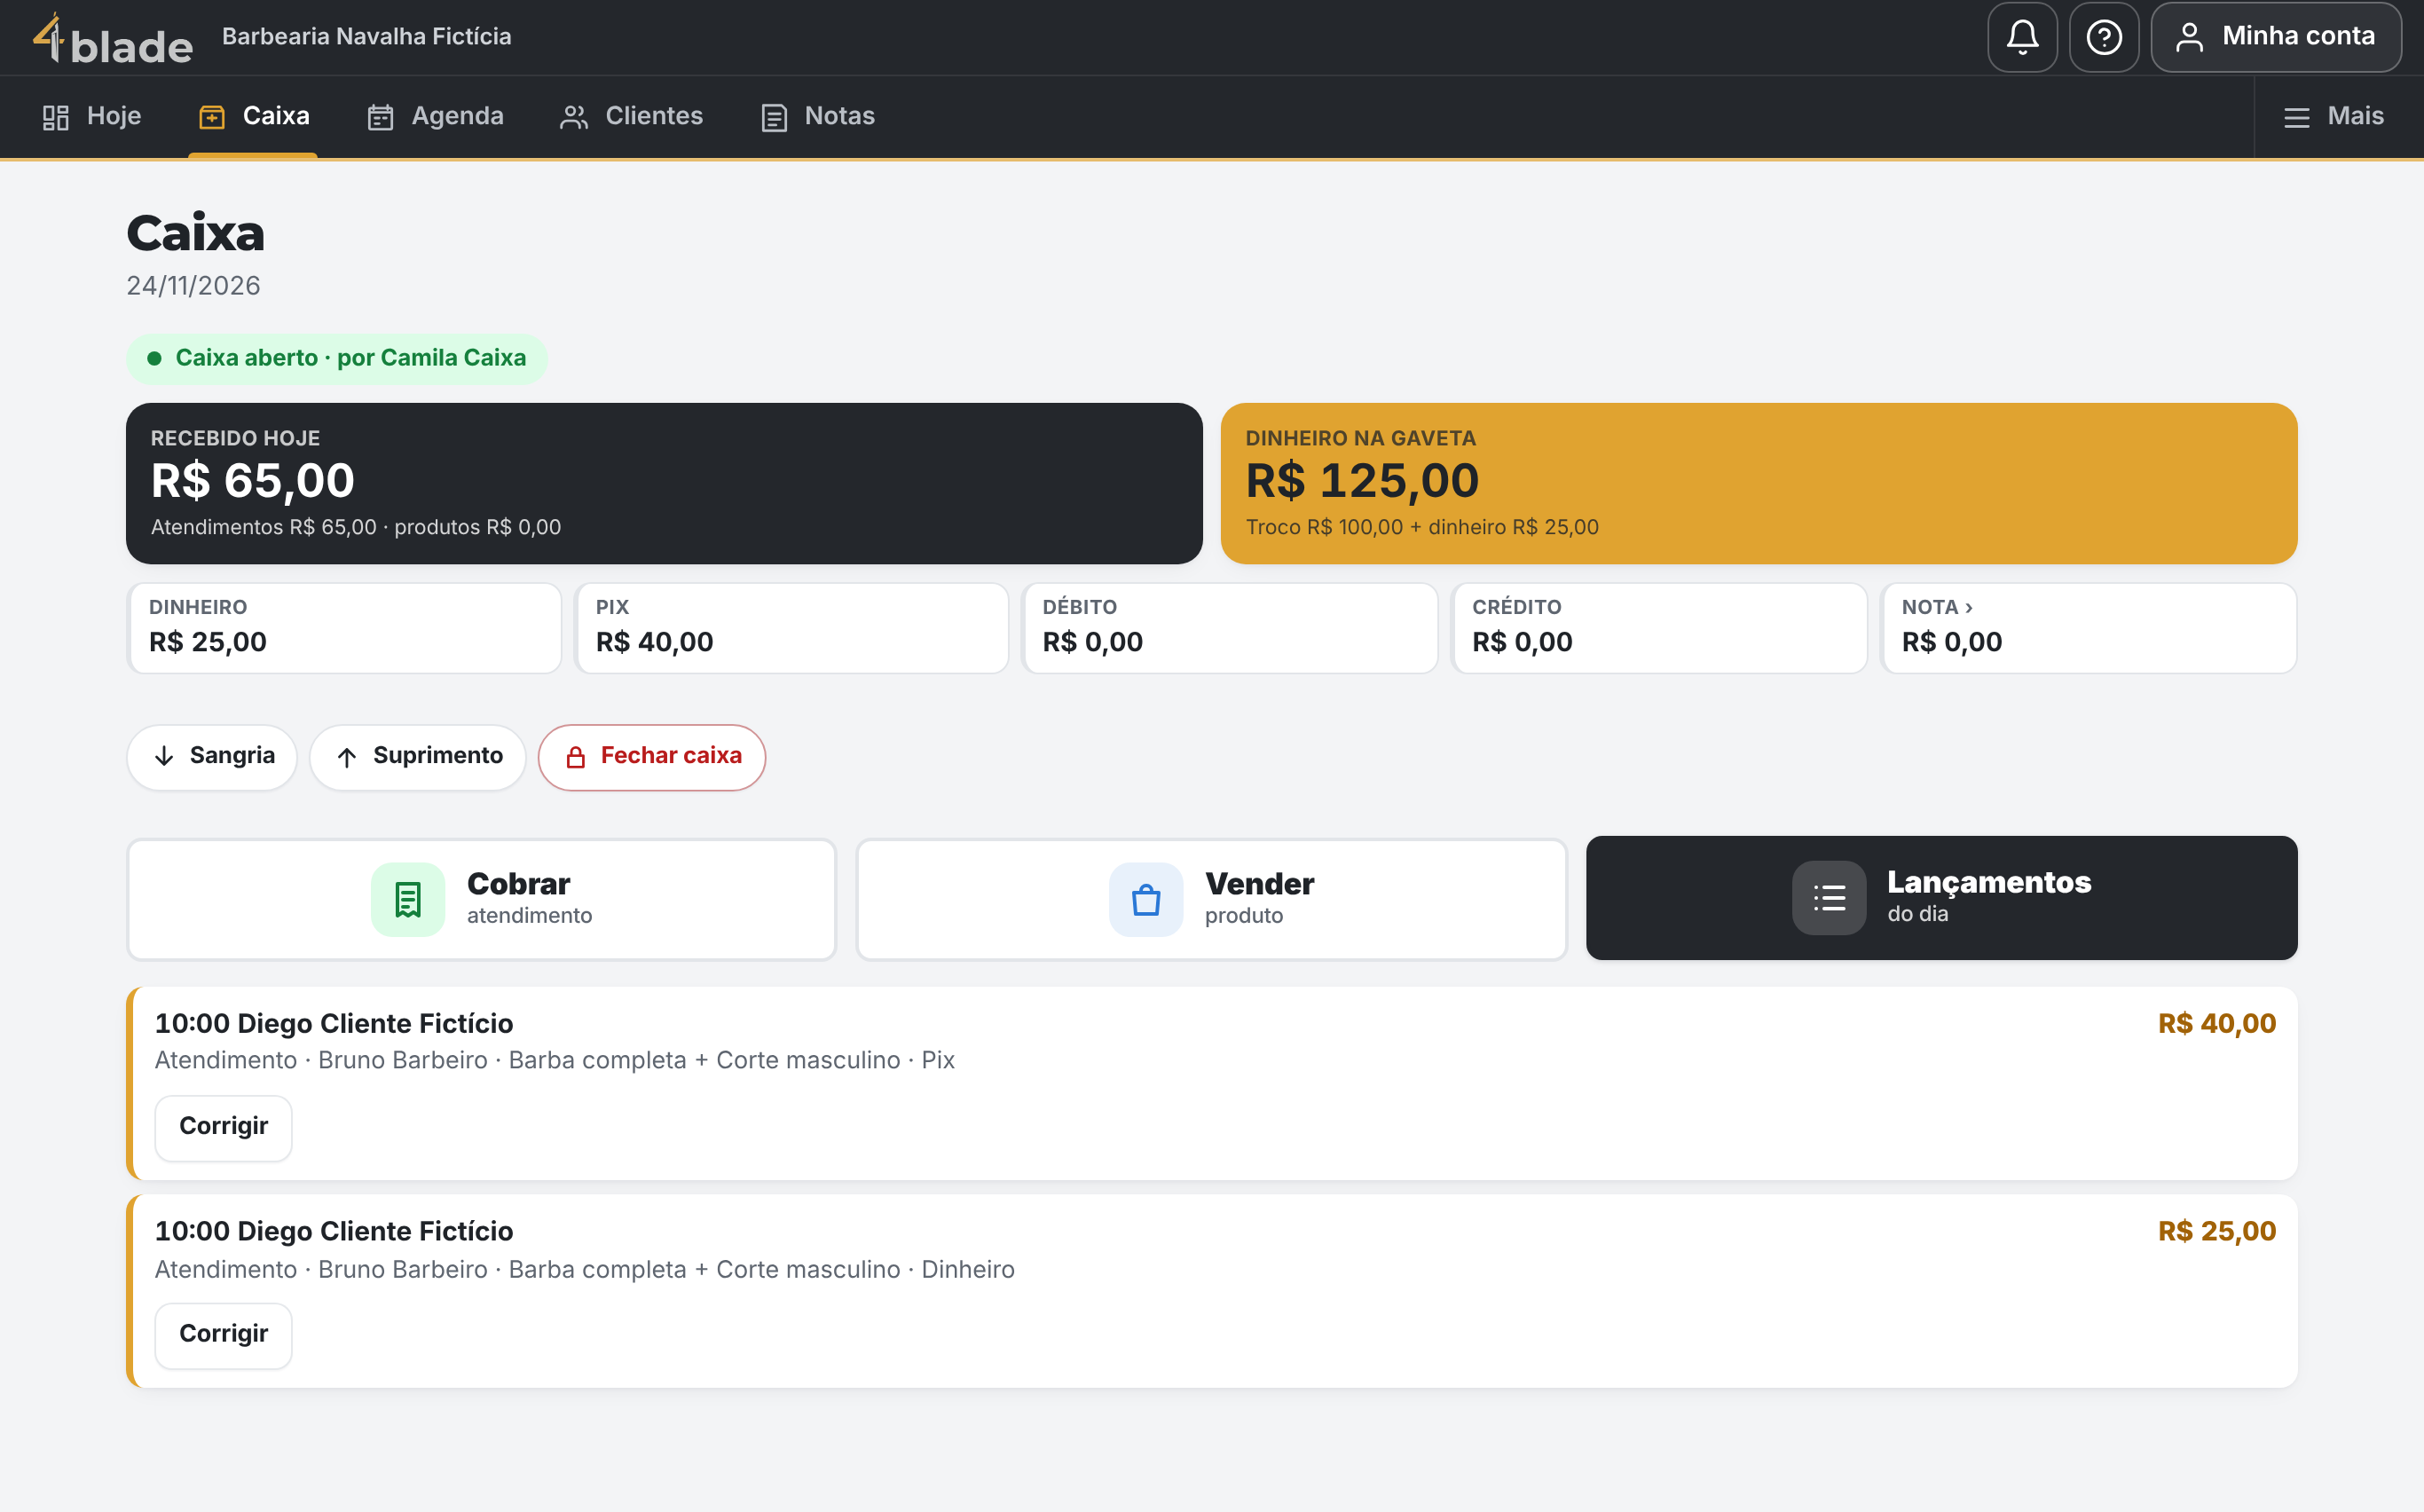 4blade
Barbearia Navalha Fictícia
Minha conta
Hoje
Caixa
Agenda
Clientes
Notas
Mais
Caixa
24/11/2026
Caixa aberto · por Camila Caixa
RECEBIDO HOJE
R$ 65,00
Atendimentos R$ 65,00 · produtos R$ 0,00
DINHEIRO NA GAVETA
R$ 125,00
Troco R$ 100,00 + dinheiro R$ 25,00
DINHEIRO
R$ 25,00
PIX
R$ 40,00
DÉBITO
R$ 0,00
CRÉDITO
R$ 0,00
NOTA ›
R$ 0,00
Sangria
Suprimento
Fechar caixa
Cobrar
atendimento
Vender
produto
Lançamentos
do dia
10:00 Diego Cliente Fictício
R$ 40,00
Atendimento · Bruno Barbeiro · Barba completa + Corte masculino · Pix
Corrigir
10:00 Diego Cliente Fictício
R$ 25,00
Atendimento · Bruno Barbeiro · Barba completa + Corte masculino · Dinheiro
Corrigir